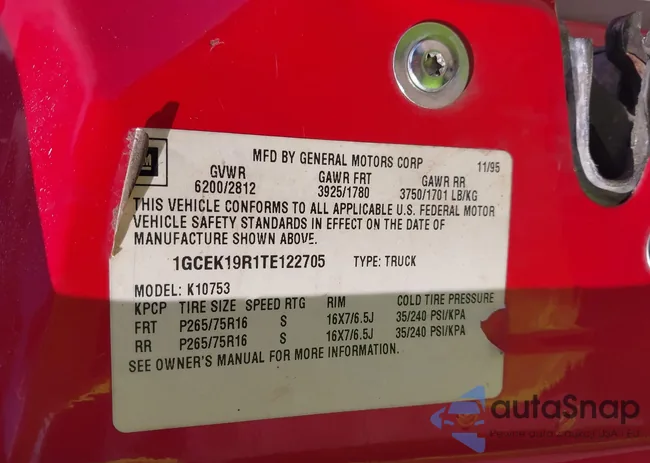 GM
MFD BY GENERAL MOTORS CORP 11/95
GVWR GAWR FRT GAWR RR
6200/2812 3925/1780 3750/1701 LB/KG
THIS VEHICLE CONFORMS TO ALL APPLICABLE U.S. FEDERAL MOTOR
VEHICLE SAFETY STANDARDS IN EFFECT ON THE DATE OF
MANUFACTURE SHOWN ABOVE.
1GCEK19R1TE122705 TYPE: TRUCK
MODEL: K10753
KPCP TIRE SIZE SPEED RTG RIM COLD TIRE PRESSURE
FRT P265/75R16 S 16X7/6.5J 35/240 PSI/KPA
RR P265/75R16 S 16X7/6.5J 35/240 PSI/KPA
SEE OWNER'S MANUAL FOR MORE INFORMATION.
autaSnap